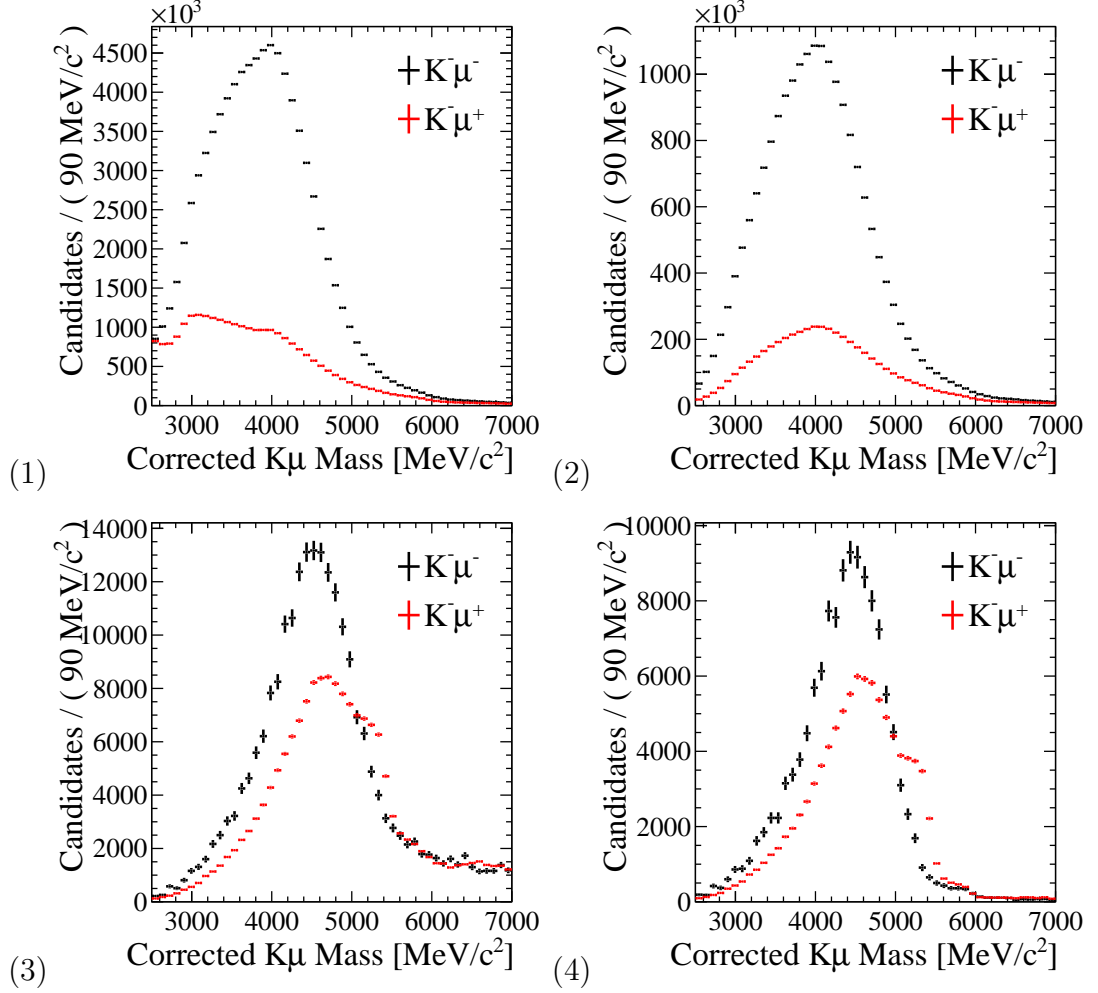 ×10³
4500
4000
3500
3000
2500
2000
1500
1000
500
0
3000 4000 5000 6000 7000
Candidates / ( 90 MeV/c² )
Corrected Kμ Mass [MeV/c²]
K⁻μ⁻
K⁻μ⁺
(1)
×10³
1000
800
600
400
200
0
3000 4000 5000 6000 7000
Candidates / ( 90 MeV/c² )
Corrected Kμ Mass [MeV/c²]
K⁻μ⁻
K⁻μ⁺
(2)
14000
12000
10000
8000
6000
4000
2000
0
3000 4000 5000 6000 7000
Candidates / ( 90 MeV/c² )
Corrected Kμ Mass [MeV/c²]
K⁻μ⁻
K⁻μ⁺
(3)
10000
8000
6000
4000
2000
0
3000 4000 5000 6000 7000
Candidates / ( 90 MeV/c² )
Corrected Kμ Mass [MeV/c²]
K⁻μ⁻
K⁻μ⁺
(4)